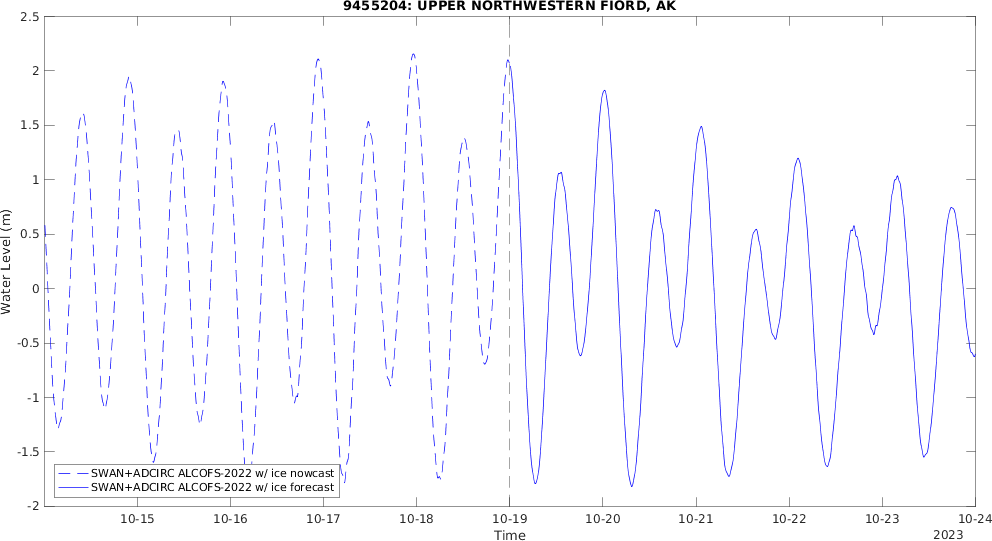 9455204: UPPER NORTHWESTERN FIORD, AK
2.5
2
1.5
1
0.5
0
-0.5
-1
-1.5
-2
Water Level (m)
SWAN+ADCIRC ALCOFS-2022 w/ ice nowcast
SWAN+ADCIRC ALCOFS-2022 w/ ice forecast
10-15 10-16 10-17 10-18 10-19 10-20 10-21 10-22 10-23 10-24
Time
2023